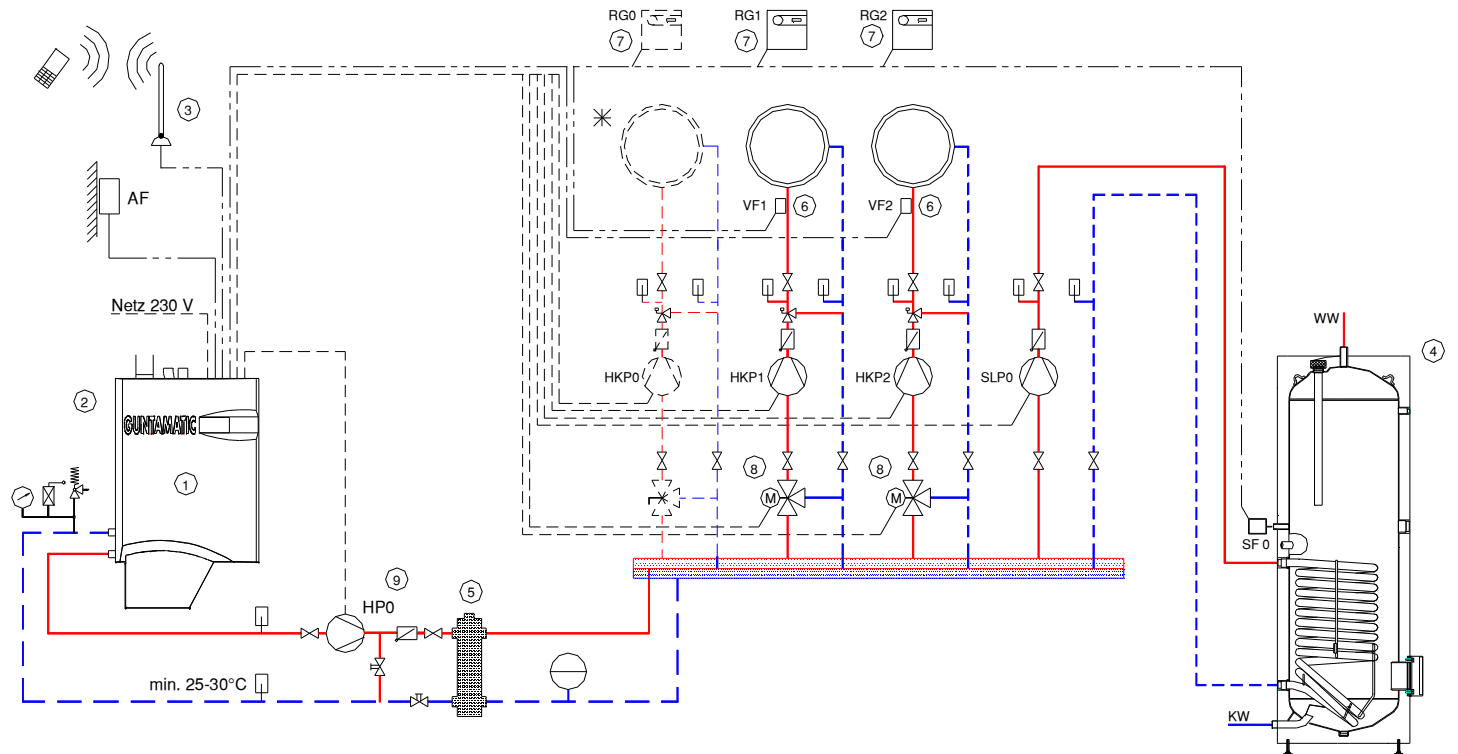 RG0
RG1
RG2
7
7
7
3
AF
VF1
6
VF2
6
Netz 230 V
WW
4
HKP0
HKP1
HKP2
SLP0
2
GUNTAMATIC
1
8
8
M
M
SF 0
9
5
HP0
min. 25-30°C
KW